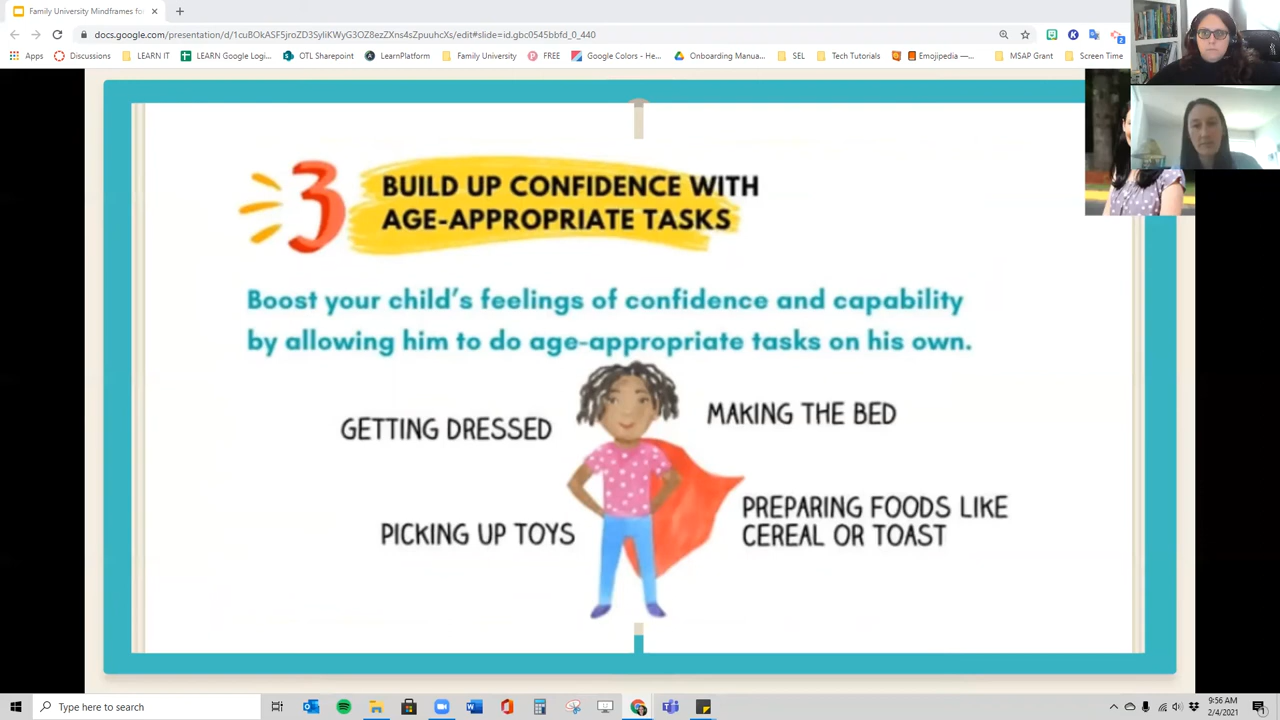 Family University Mindframes fo
docs.google.com/presentation/d/1cuBOkASF5jroZD3SyliKWyG3OZ8ezZXns4sZpuuhcXs/edit#slide=id.gbc0545bbfd_0_440
Apps
Discussions
LEARN IT
LEARN Google Logi...
OTL Sharepoint
LearnPlatform
Family University
FREE
Google Colors - He...
Onboarding Manua...
SEL
Tech Tutorials
Emojipedia —...
MSAP Grant
Screen Time
3
BUILD UP CONFIDENCE WITH
AGE-APPROPRIATE TASKS
Boost your child's feelings of confidence and capability
by allowing him to do age-appropriate tasks on his own.
GETTING DRESSED
MAKING THE BED
PICKING UP TOYS
PREPARING FOODS LIKE
CEREAL OR TOAST
Type here to search
9:56 AM
2/4/2021